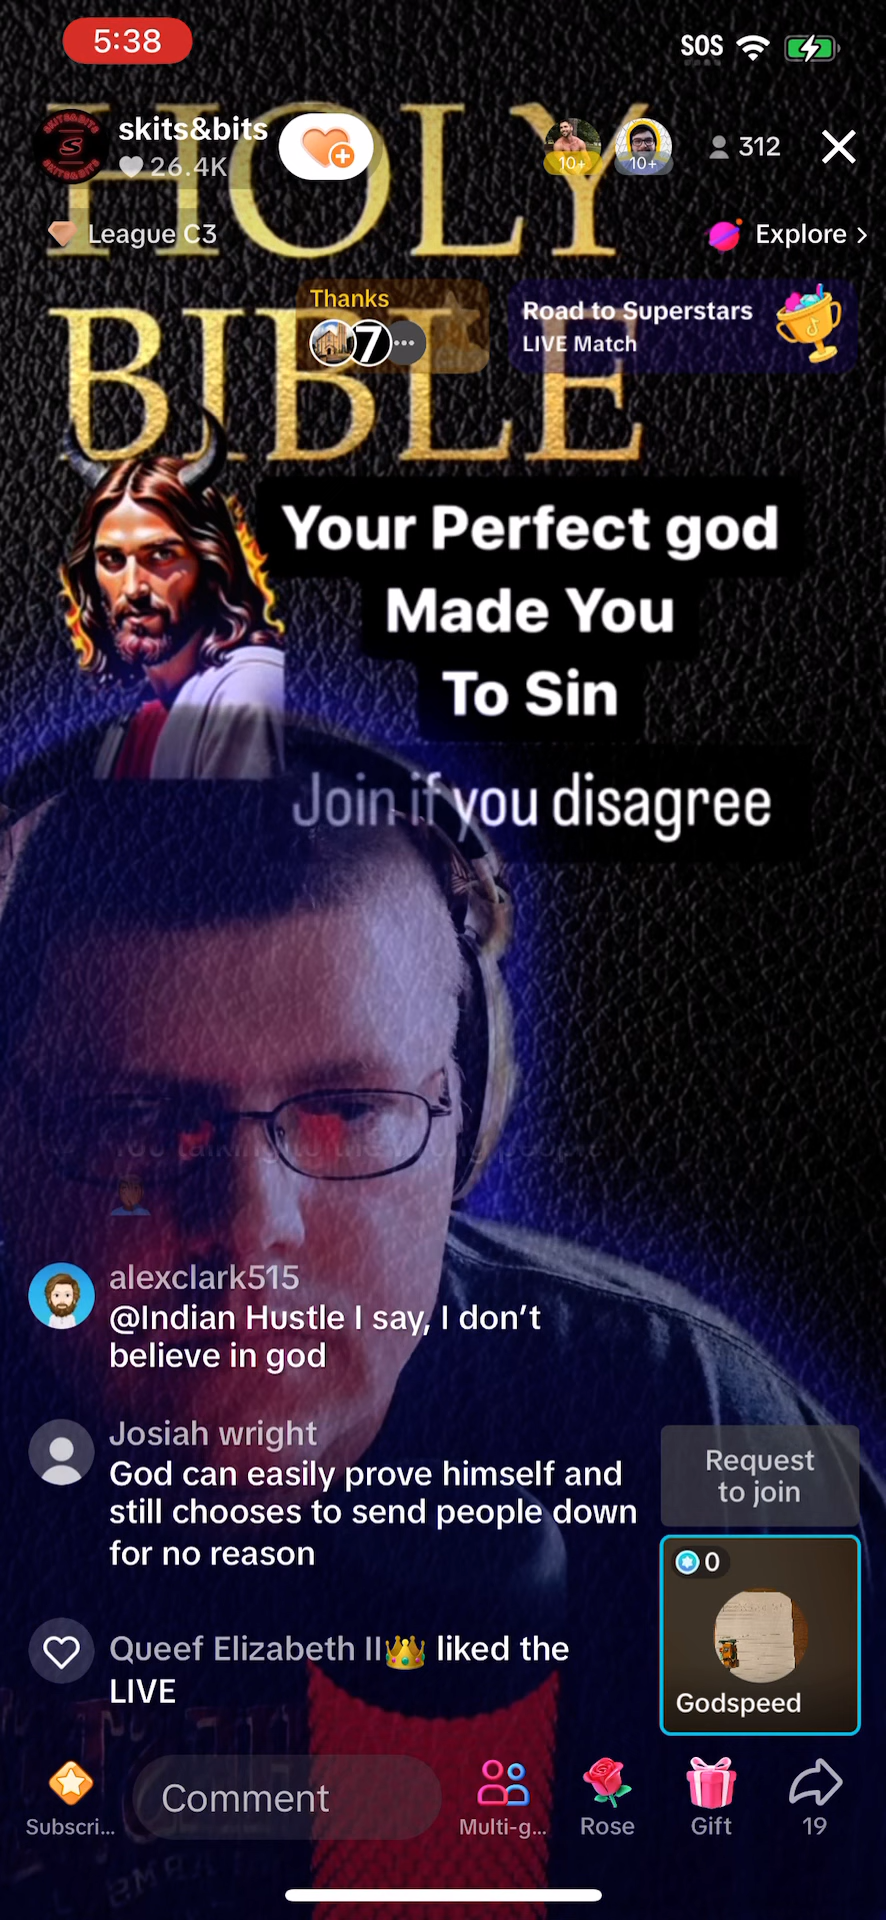 5:38
SOS
HOLY
skits&bits
26.4K
10+
10+
312
League C3
Explore >
BIBLE
Thanks
7
Road to Superstars
LIVE Match
Your Perfect god
Made You
To Sin
Join if you disagree
alexclark515
@Indian Hustle I say, I don't
believe in god
Josiah wright
God can easily prove himself and
still chooses to send people down
for no reason
Request
to join
0
Godspeed
Queef Elizabeth II👑 liked the
LIVE
Comment
Subscri...
Multi-g...
Rose
Gift
19